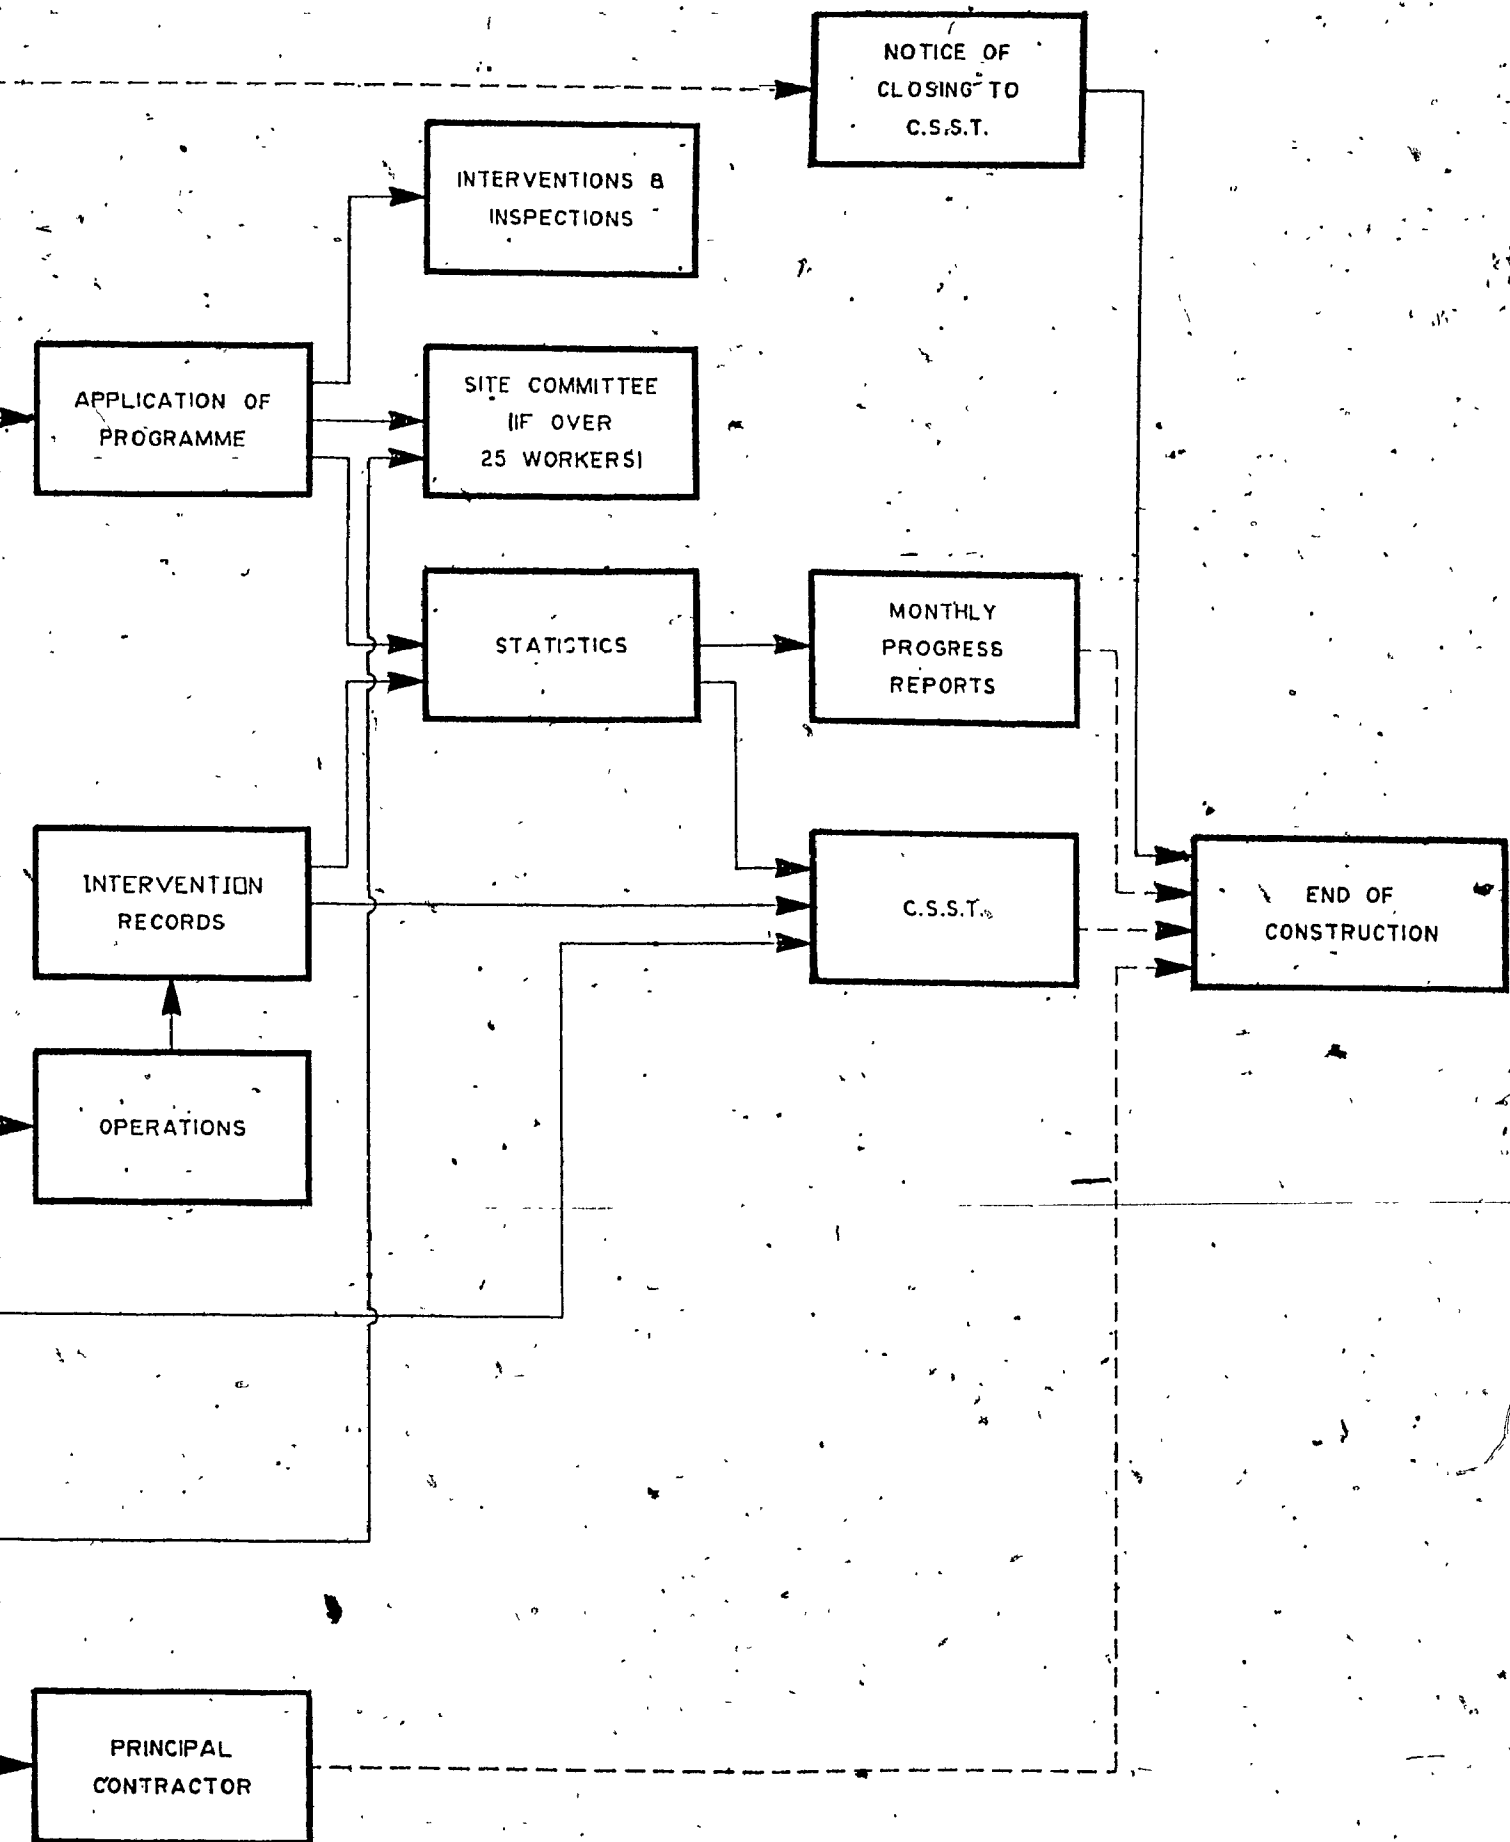 NOTICE OF
CLOSING TO
C.S.S.T.
INTERVENTIONS &
INSPECTIONS
APPLICATION OF
PROGRAMME
SITE COMMITTEE
(IF OVER
25 WORKERS)
STATISTICS
MONTHLY
PROGRESS
REPORTS
INTERVENTION
RECORDS
C.S.S.T.
END OF
CONSTRUCTION
OPERATIONS
PRINCIPAL
CONTRACTOR